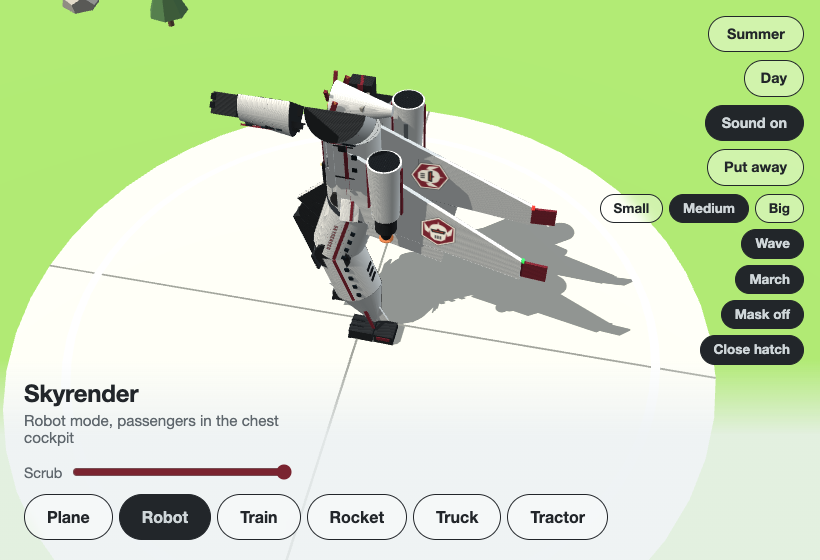 Summer
Day
Sound on
Put away
Small Medium Big
Wave
March
Mask off
Close hatch
Skyrender
Robot mode, passengers in the chest
cockpit
Scrub
Plane Robot Train Rocket Truck Tractor